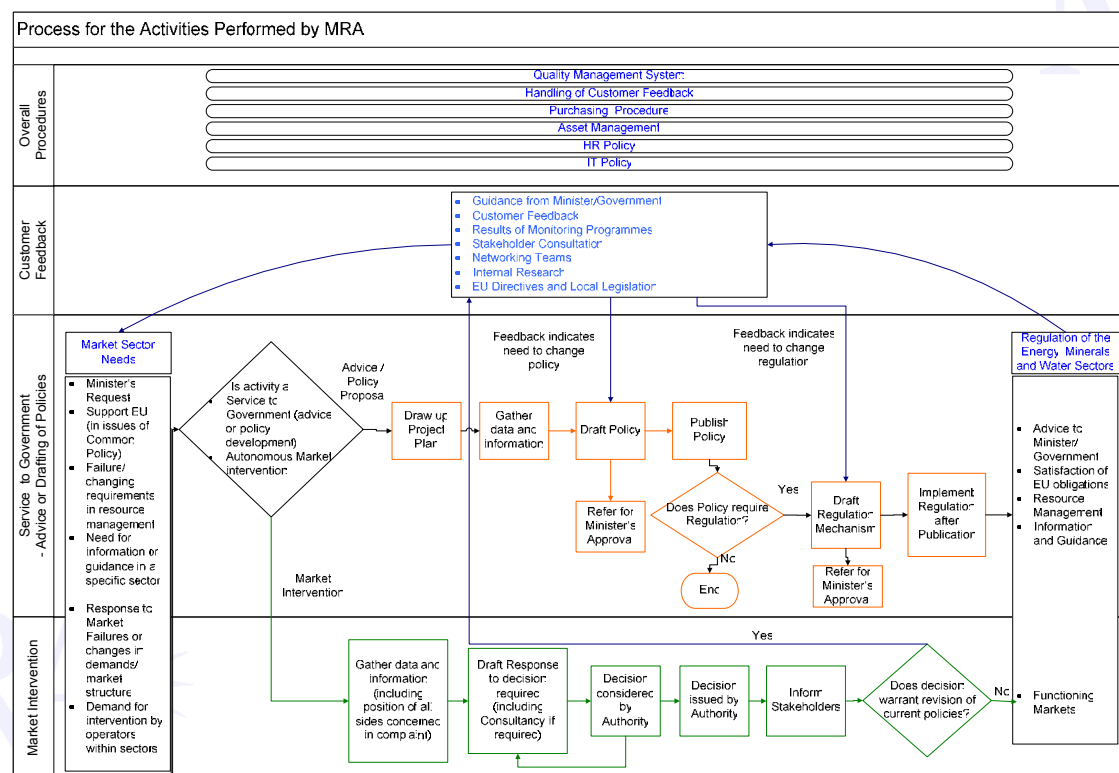 Process for the Activities Performed by MRA
Overall
Procedures
Quality Management System
Handling of Customer Feedback
Purchasing Procedure
Asset Management
HR Policy
IT Policy
Customer
Feedback
▪ Guidance from Minister/Government
▪ Customer Feedback
▪ Results of Monitoring Programmes
▪ Stakeholder Consultation
▪ Networking Teams
▪ Internal Research
▪ EU Directives and Local Legislation
Service to Government
- Advice or Drafting of Policies
Market Sector
Needs
▪ Minister's
Request
▪ Support EU
(in issues of
Common
Policy)
▪ Failure/
changing
requirements
in resource
management
▪ Need for
information or
guidance in a
specific sector
▪ Response to
Market
Failures or
changes in
demands/
market
structure
▪ Demand for
intervention by
operators
within sectors
▪ Is activity a
Service to
Government (advice
or policy
development)
▪ Autonomous Market
intervention
Advice /
Policy
Proposa
Draw up
Project
Plan
Gather
data and
information
Feedback indicates
need to change
policy
Draft Policy
Refer for
Minister's
Approva
Publish
Policy
Does Policy require
Regulation?
Yes
No
End
Feedback indicates
need to change
regulation
Draft
Regulation
Mechanism
Refer for
Minister's
Approva
Implement
Regulation
after
Publication
Regulation of the
Energy, Minerals
and Water Sectors
▪ Advice to
Minister/
Government
▪ Satisfaction of
EU obligations
▪ Resource
Management
▪ Information
and Guidance
▪ Functioning
Markets
Market Intervention
Market
Intervention
Gather data and
Information
(including
position of all
sides concerned
in complaint)
Draft Response
to decision
required
(including
Consultancy if
required)
Decision
considered
by
Authority
Decision
issued by
Authority
Inform
Stakeholders
Does decision
warrant revision of
current policies?
Yes
No